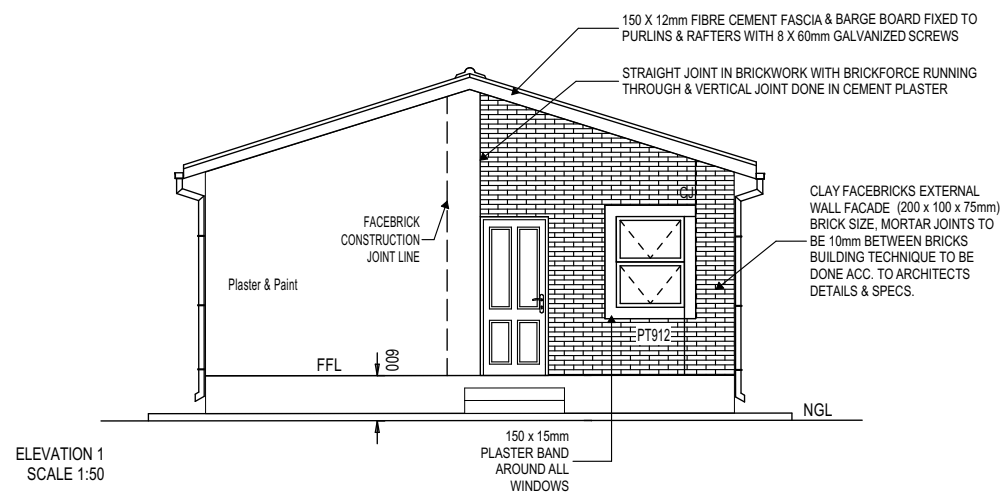 150 X 12mm FIBRE CEMENT FASCIA & BARGE BOARD FIXED TO
PURLINS & RAFTERS WITH 8 X 60mm GALVANIZED SCREWS
STRAIGHT JOINT IN BRICKWORK WITH BRICKFORCE RUNNING
THROUGH & VERTICAL JOINT DONE IN CEMENT PLASTER
CJ
CLAY FACEBRICKS EXTERNAL
WALL FACADE (200 x 100 x 75mm)
BRICK SIZE, MORTAR JOINTS TO
BE 10mm BETWEEN BRICKS
BUILDING TECHNIQUE TO BE
DONE ACC. TO ARCHITECTS
DETAILS & SPECS.
FACEBRICK
CONSTRUCTION
JOINT LINE
Plaster & Paint
PT912
FFL
600
NGL
150 x 15mm
PLASTER BAND
AROUND ALL
WINDOWS
ELEVATION 1
SCALE 1:50